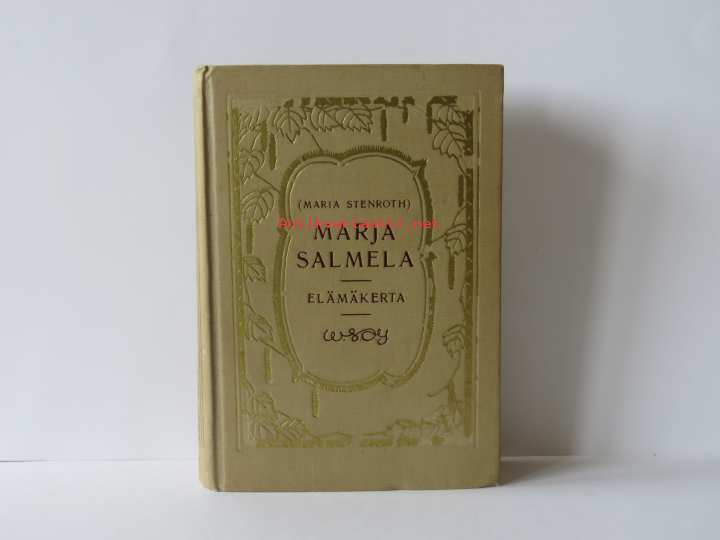 (MARIA STENROTH)
MARJA
SALMELA
ELÄMÄKERTA
WSOY